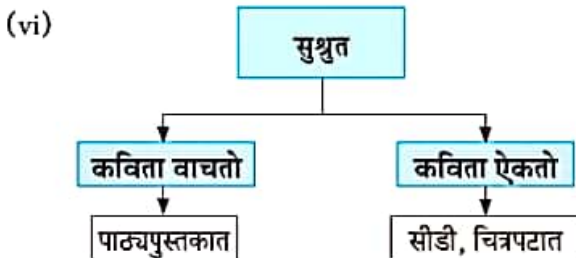 (vi)
सुश्रुत
कविता वाचतो
कविता ऐकतो
पाठ्यपुस्तकात
सीडी, चित्रपटात